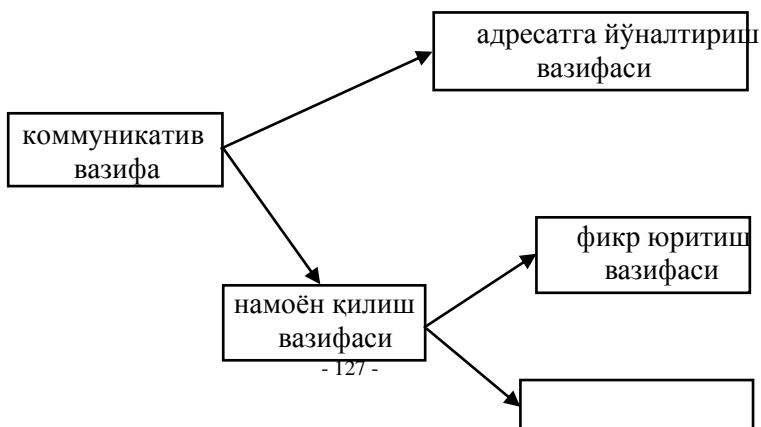 адресатга йўналтириш
вазифаси
коммуникатив
вазифа
фикр юритиш
вазифаси
намоён қилиш
вазифаси
- 127 -